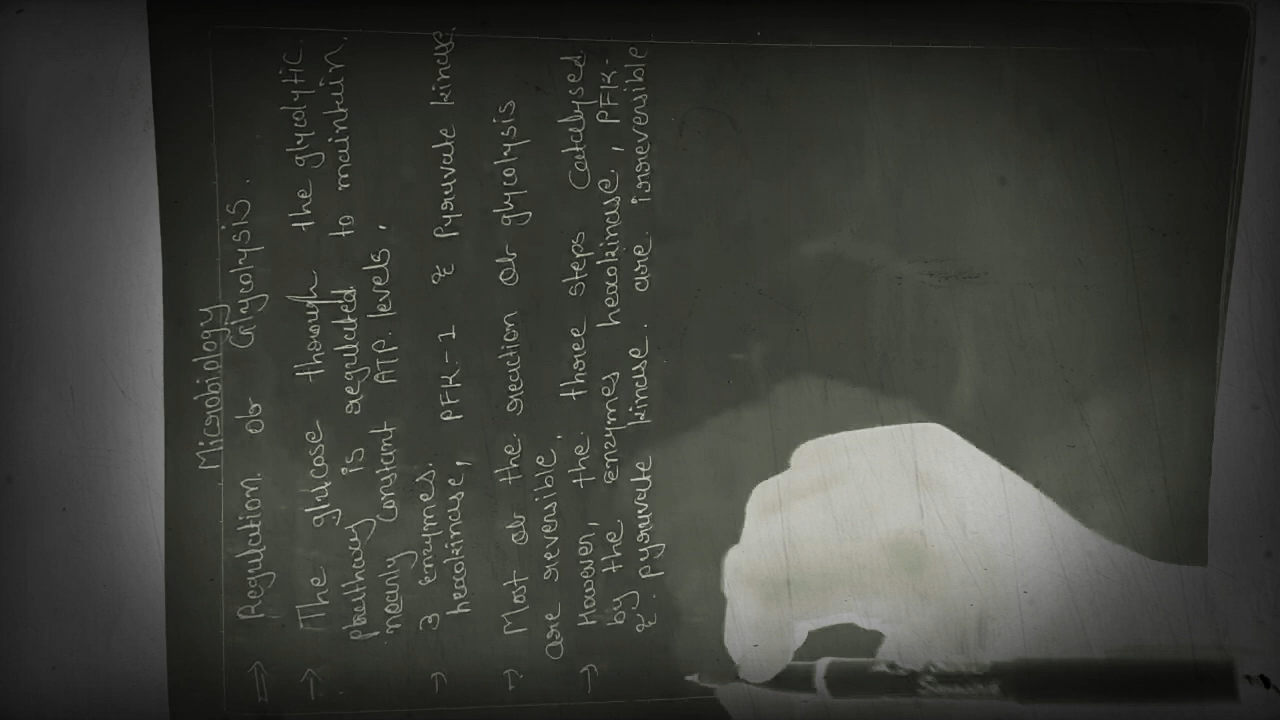 Microbiology
⇒ Regulation of Glycolysis.
→ The glucose thorough the glycolytic
pathway is regulated to maintain.
nearly constant ATP. levels.
→ 3 enzymes.
hexokinase, PFK-1 & Pyruvate kinase.
→ Most of the reaction of glycolysis
are reversible.
→ However, the three steps Catalysed
by the enzymes hexokinase, PFK-
&. pyruvate kinase. are irreversible